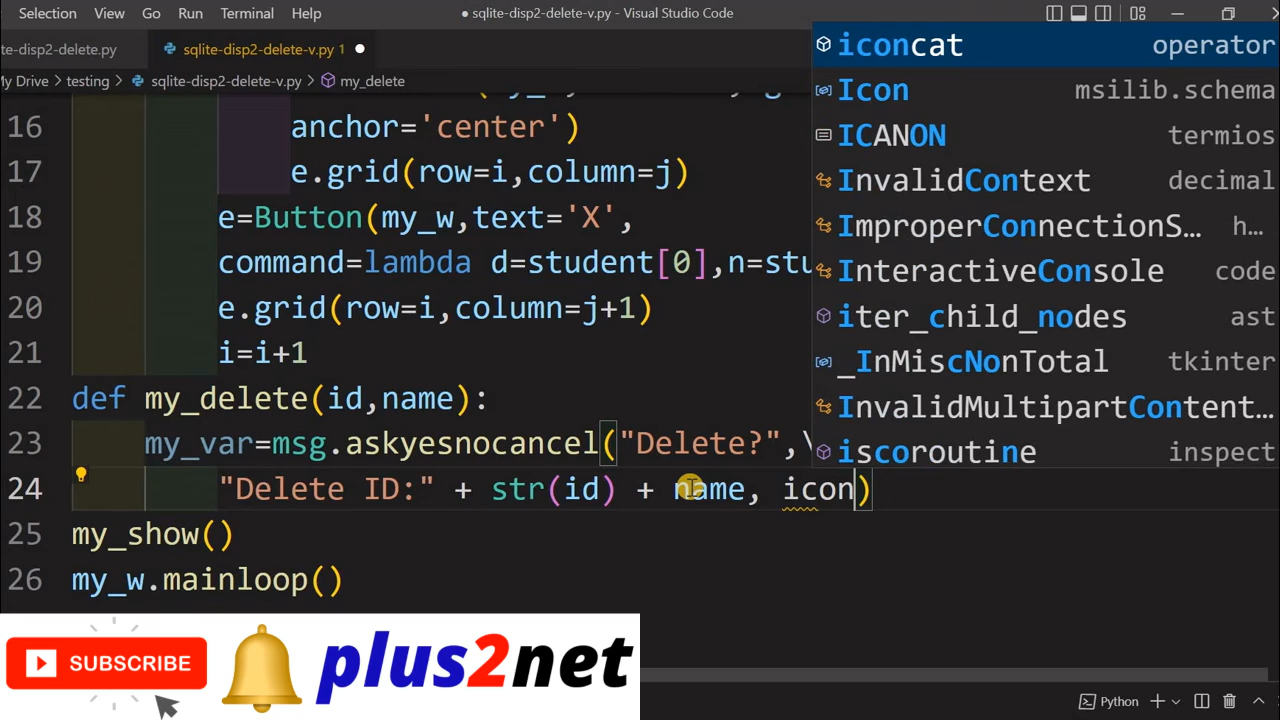 Selection View Go Run Terminal Help ● sqlite-disp2-delete-v.py - Visual Studio Code
te-disp2-delete.py sqlite-disp2-delete-v.py 1 ●
My Drive > testing > sqlite-disp2-delete-v.py > my_delete
16 anchor='center')
17 e.grid(row=i,column=j)
18 e=Button(my_w,text='X',
19 command=lambda d=student[0],n=stu
20 e.grid(row=i,column=j+1)
21 i=i+1
22 def my_delete(id,name):
23 my_var=msg.askyesnocancel("Delete?",\
24 "Delete ID:" + str(id) + name, icon)
25 my_show()
26 my_w.mainloop()
iconcat operator
Icon msilib.schema
ICANON termios
InvalidContext decimal
ImproperConnectionS… h…
InteractiveConsole code
iter_child_nodes ast
_InMiscNonTotal tkinter
InvalidMultipartContent…
iscoroutine inspect
SUBSCRIBE
plus2net
Python